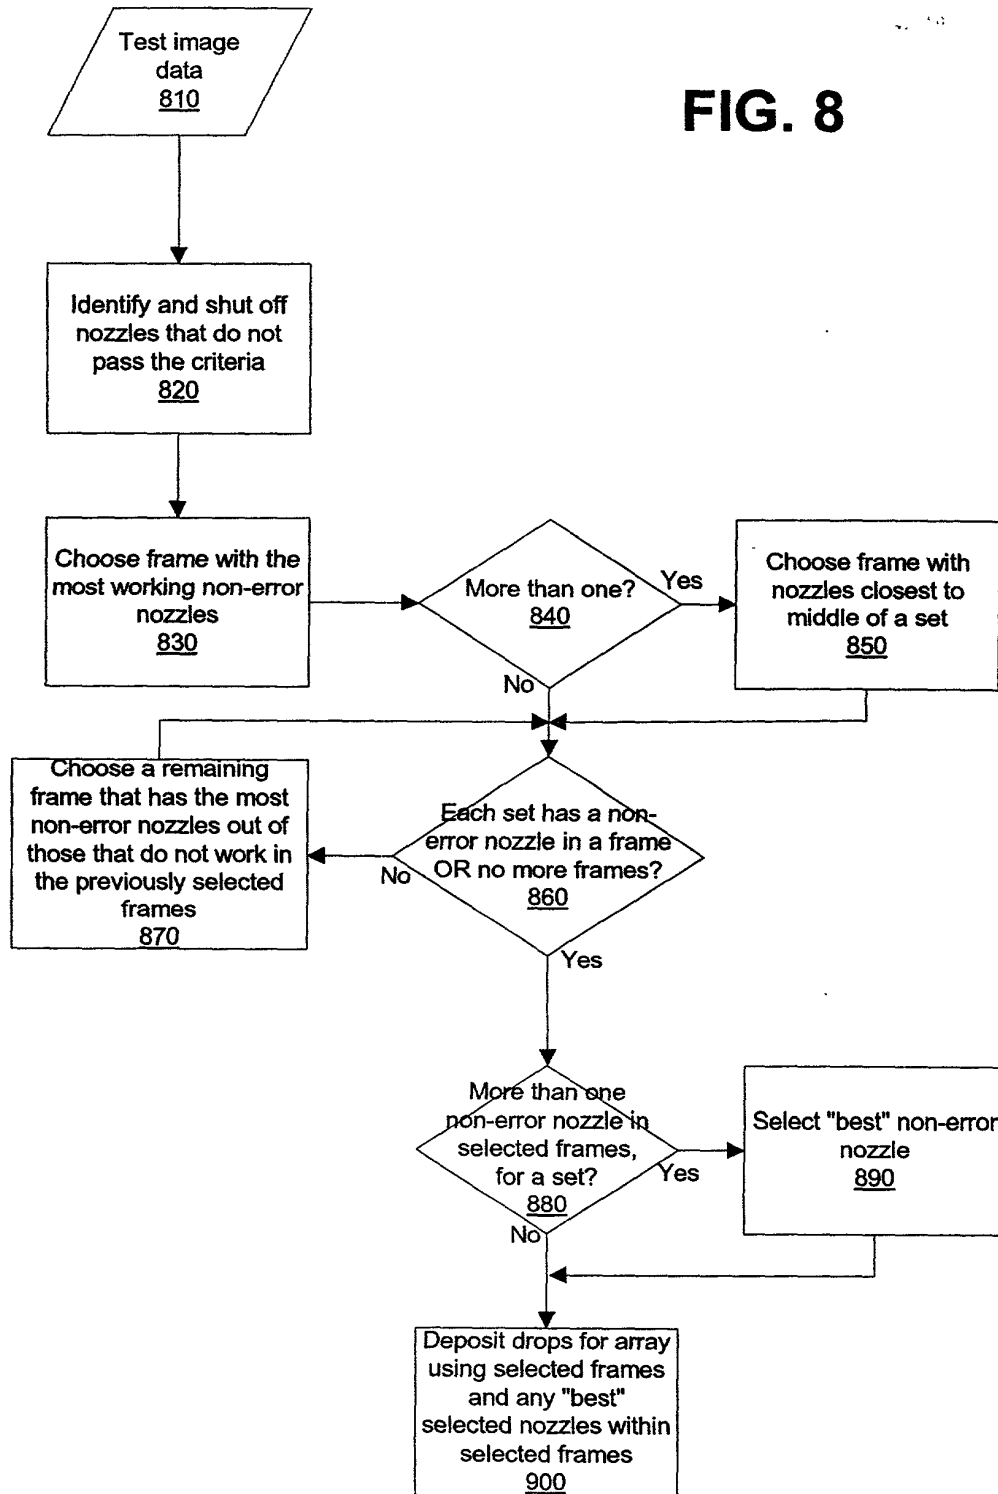 Test image
data
810
FIG. 8
Identify and shut off
nozzles that do not
pass the criteria
820
Choose frame with the
most working non-error
nozzles
830
More than one?
840
Yes
No
Choose frame with
nozzles closest to
middle of a set
850
Choose a remaining
frame that has the most
non-error nozzles out of
those that do not work in
the previously selected
frames
870
Each set has a non-
error nozzle in a frame
OR no more frames?
860
No
Yes
More than one
non-error nozzle in
selected frames,
for a set?
880
Yes
No
Select "best" non-error
nozzle
890
Deposit drops for array
using selected frames
and any "best"
selected nozzles within
selected frames
900